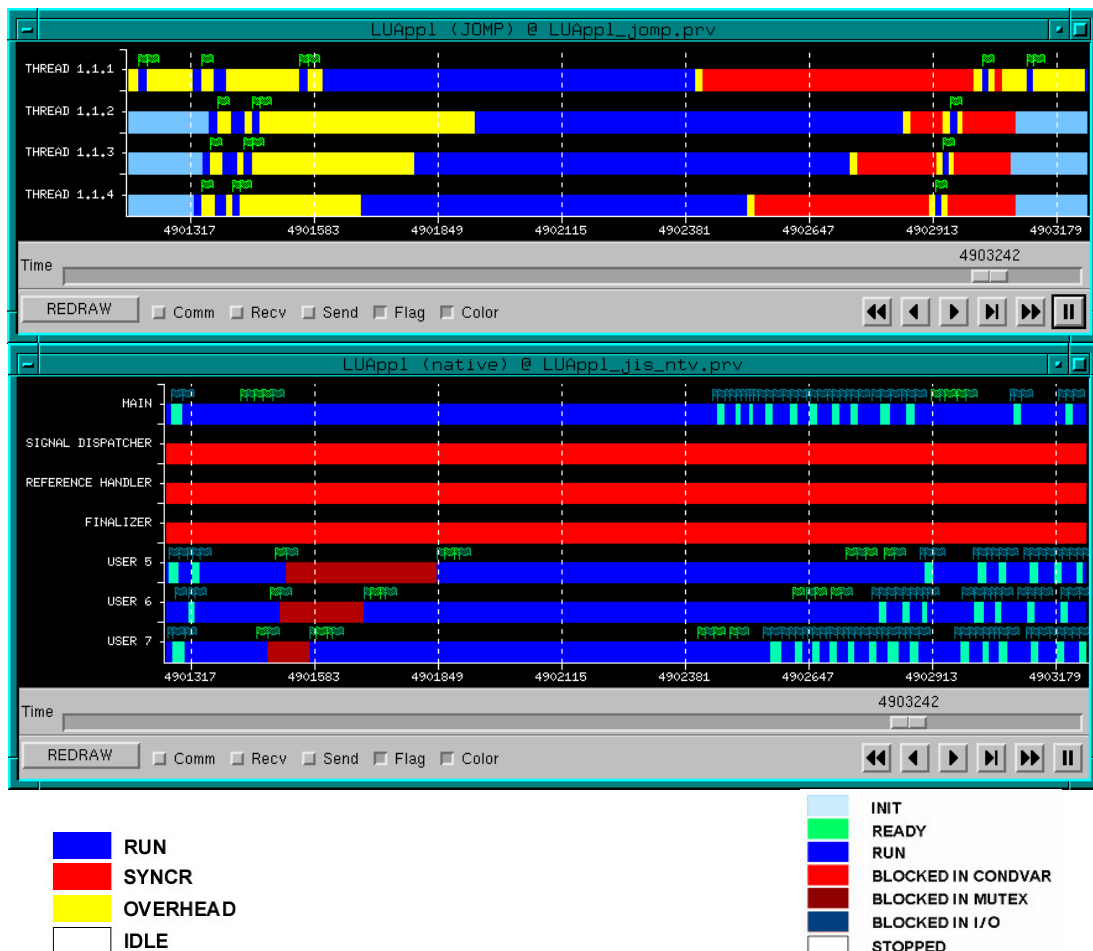 LUAppl (JOMP) @ LUAppl_jomp.prv
THREAD 1.1.1
THREAD 1.1.2
THREAD 1.1.3
THREAD 1.1.4
4901317 4901583 4901849 4902115 4902381 4902647 4902913 4903179
4903242
Time
REDRAW Comm Recv Send Flag Color
LUAppl (native) @ LUAppl_jis_ntv.prv
MAIN
SIGNAL DISPATCHER
REFERENCE HANDLER
FINALIZER
USER 5
USER 6
USER 7
4901317 4901583 4901849 4902115 4902381 4902647 4902913 4903179
4903242
Time
REDRAW Comm Recv Send Flag Color
RUN
SYNCR
OVERHEAD
IDLE
INIT
READY
RUN
BLOCKED IN CONDVAR
BLOCKED IN MUTEX
BLOCKED IN I/O
STOPPED